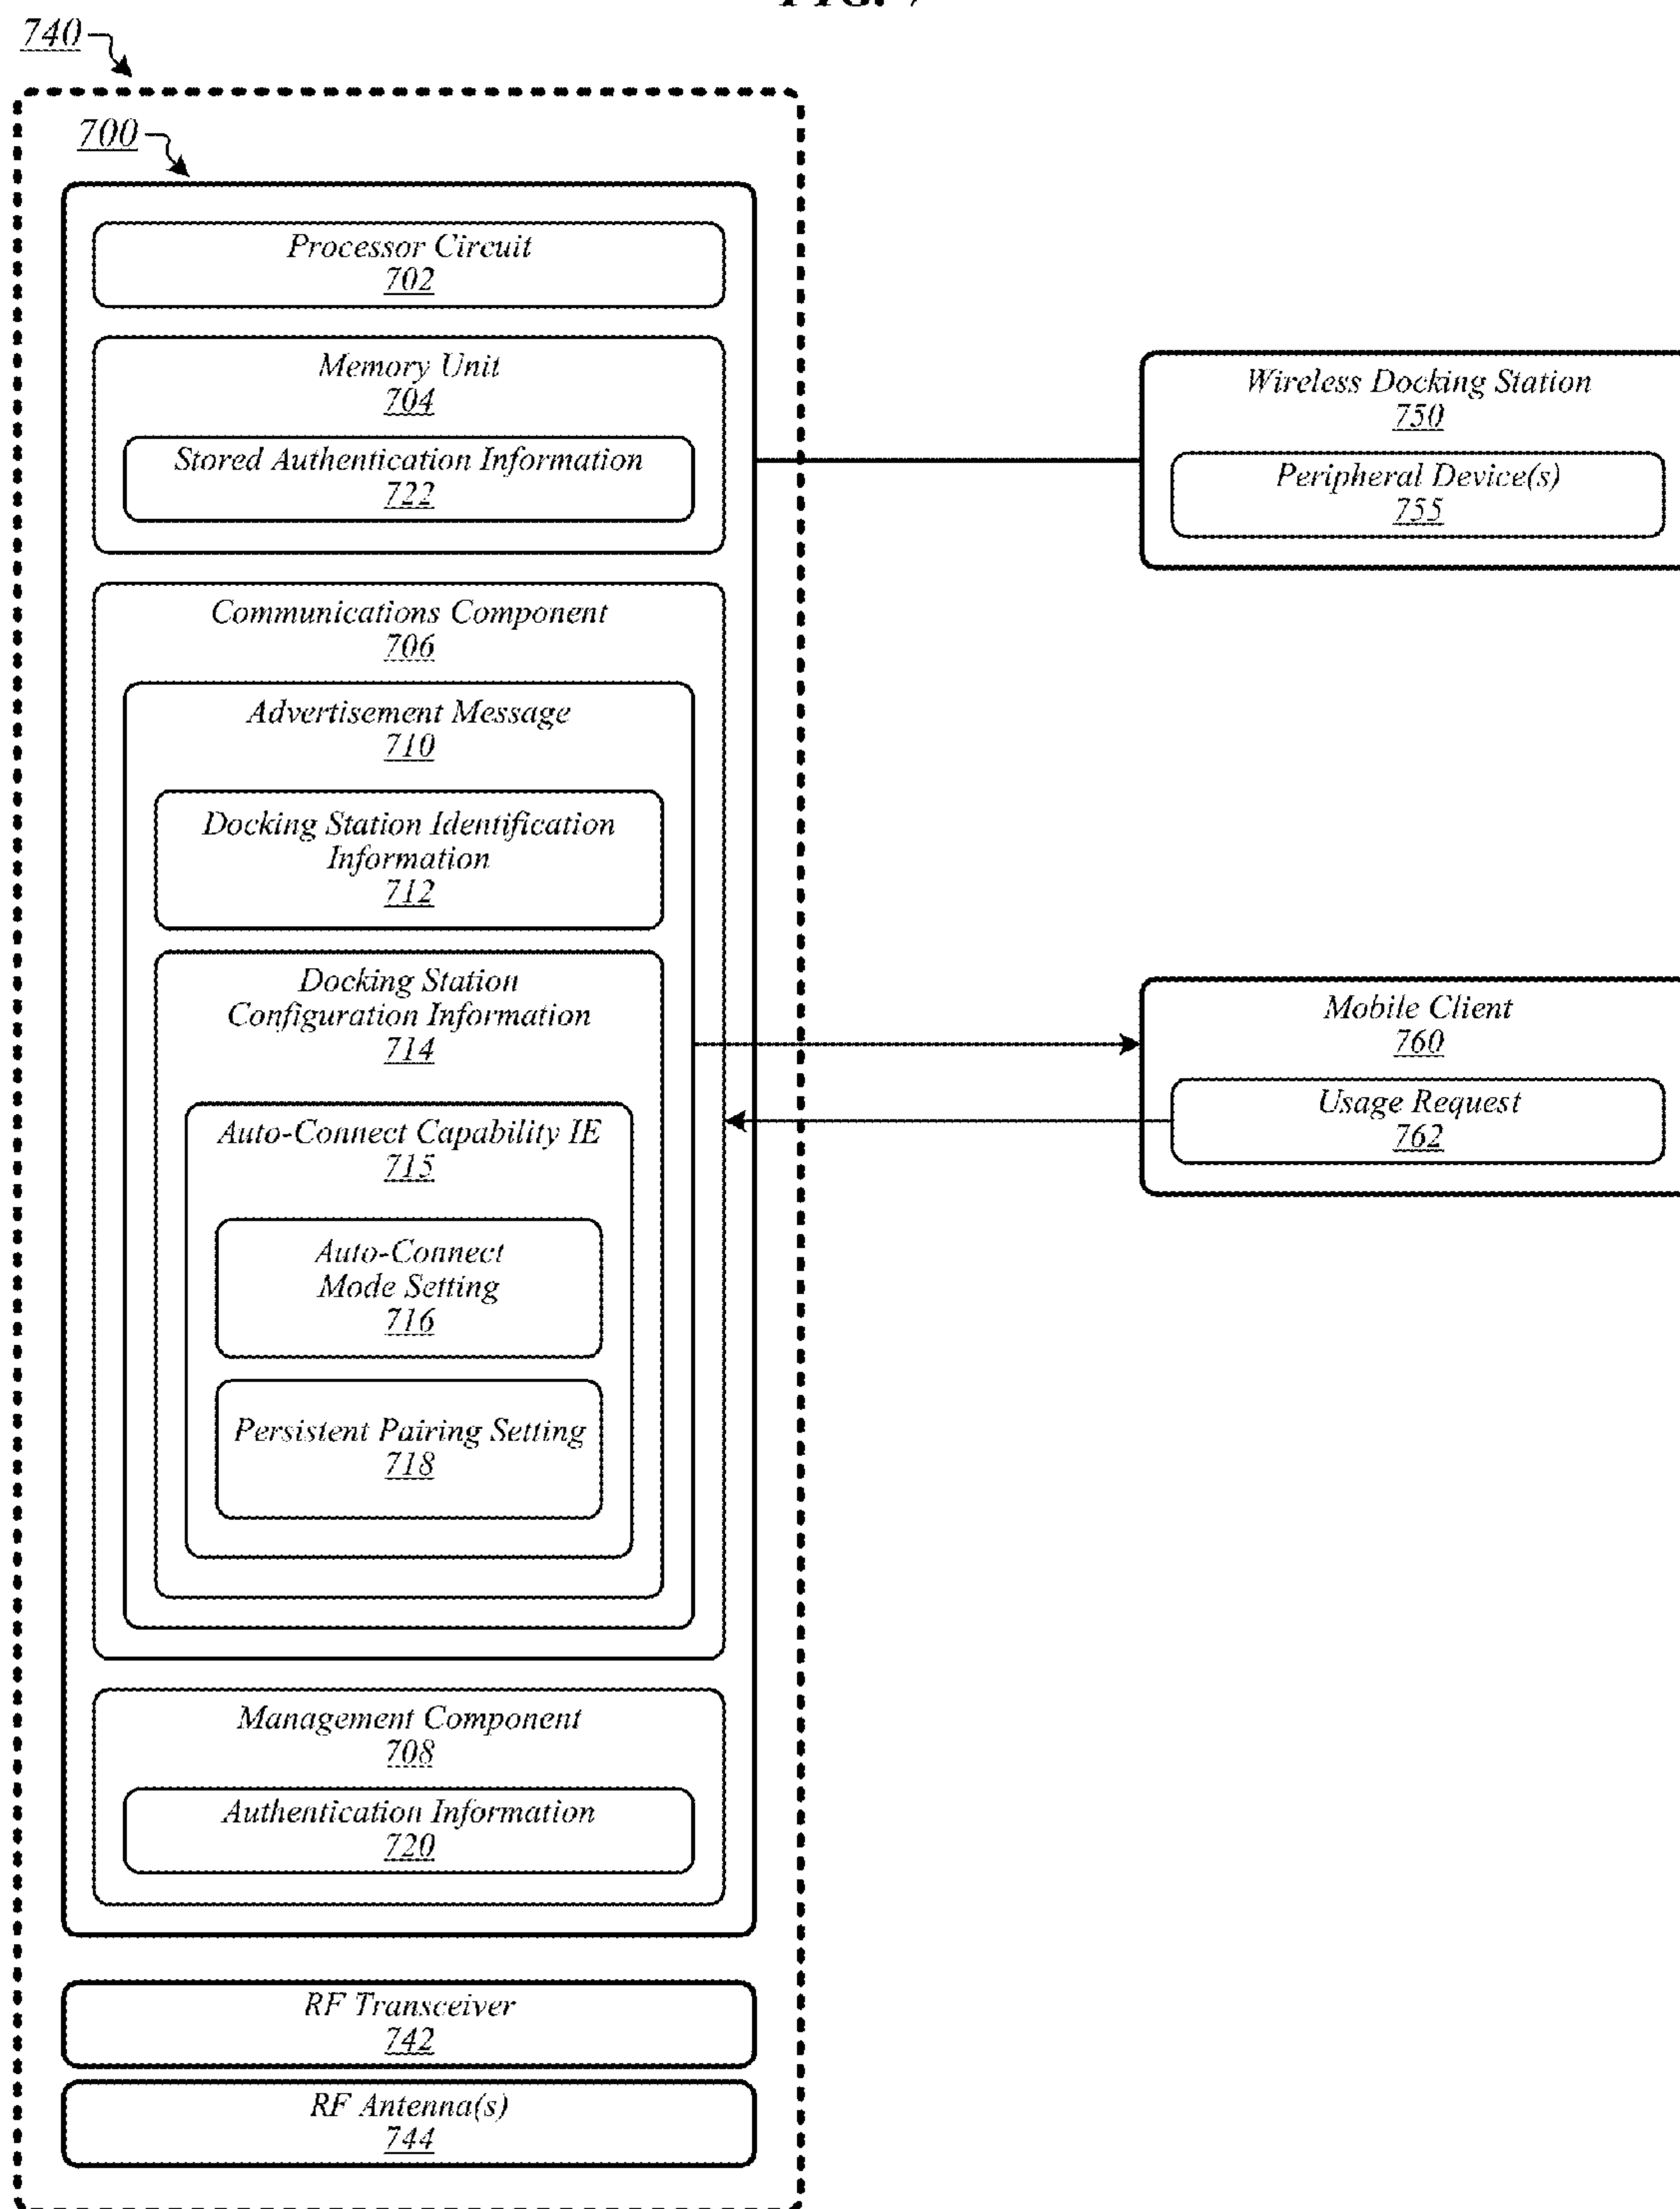 FIG. 7
740
700
Processor Circuit
702
Memory Unit
704
Stored Authentication Information
722
Wireless Docking Station
750
Peripheral Device(s)
755
Communications Component
706
Advertisement Message
710
Docking Station Identification
Information
712
Docking Station
Configuration Information
714
Mobile Client
760
Usage Request
762
Auto-Connect Capability IE
715
Auto-Connect
Mode Setting
716
Persistent Pairing Setting
718
Management Component
708
Authentication Information
720
RF Transceiver
742
RF Antenna(s)
744